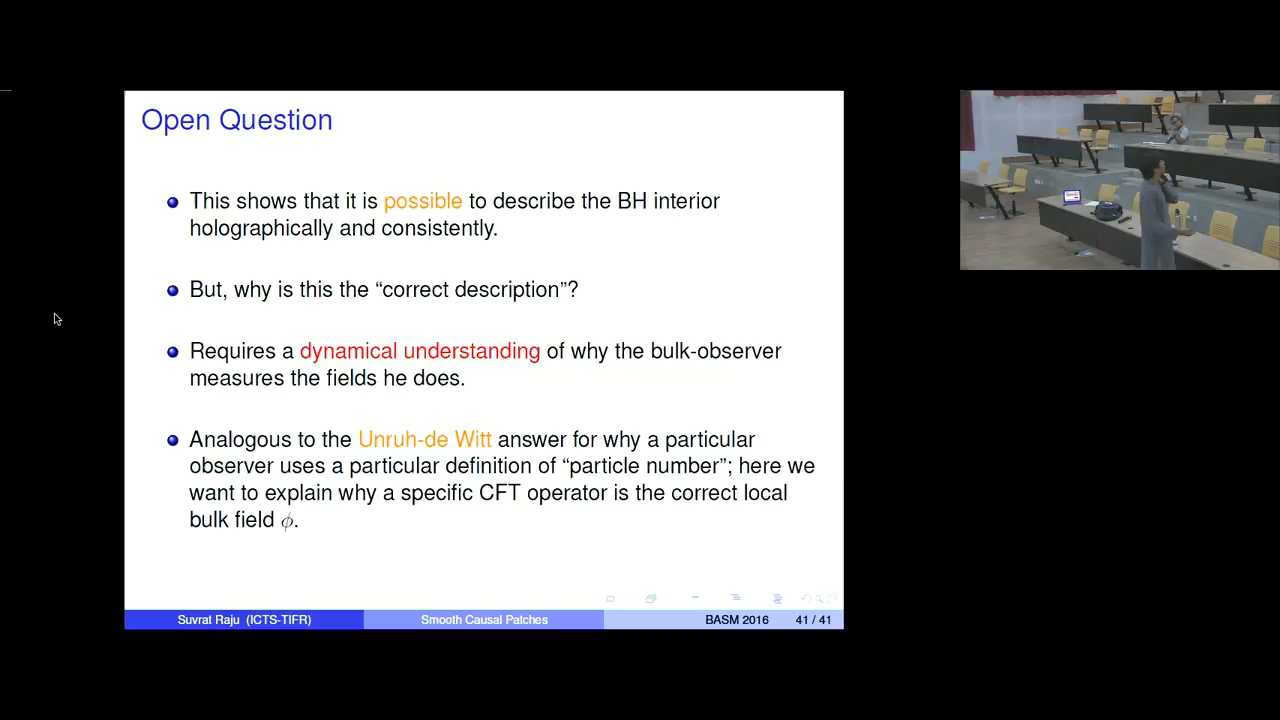 Open Question
This shows that it is possible to describe the BH interior
holographically and consistently.
But, why is this the “correct description”?
Requires a dynamical understanding of why the bulk-observer
measures the fields he does.
Analogous to the Unruh-de Witt answer for why a particular
observer uses a particular definition of “particle number”; here we
want to explain why a specific CFT operator is the correct local
bulk field ϕ.
Suvrat Raju (ICTS-TIFR) Smooth Causal Patches BASM 2016 41 / 41